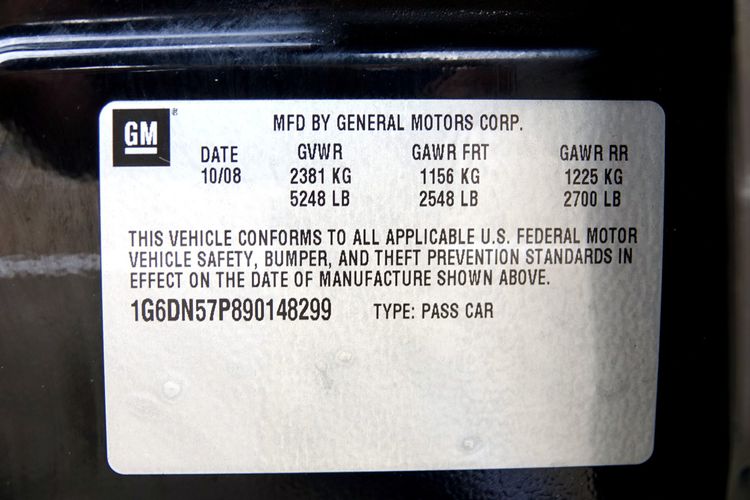 GM ®
MFD BY GENERAL MOTORS CORP.
DATE GVWR GAWR FRT GAWR RR
10/08 2381 KG 1156 KG 1225 KG
5248 LB 2548 LB 2700 LB
THIS VEHICLE CONFORMS TO ALL APPLICABLE U.S. FEDERAL MOTOR
VEHICLE SAFETY, BUMPER, AND THEFT PREVENTION STANDARDS IN
EFFECT ON THE DATE OF MANUFACTURE SHOWN ABOVE.
1G6DN57P890148299 TYPE: PASS CAR